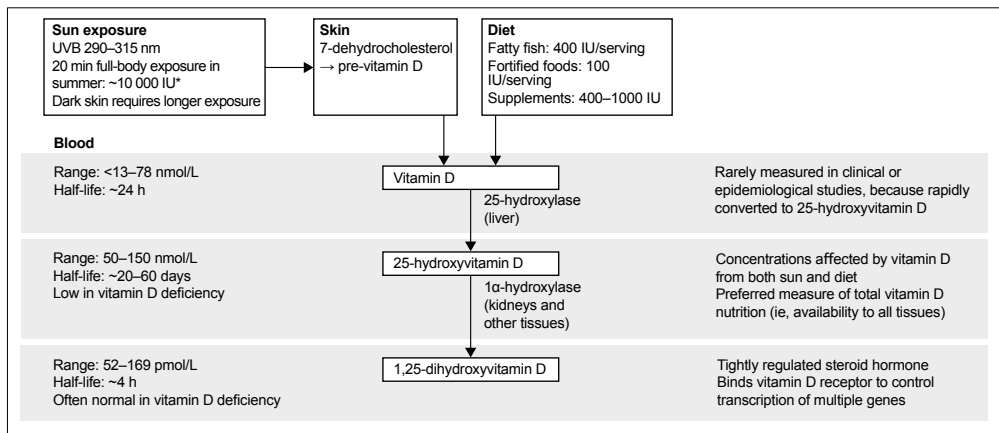 Sun exposure
UVB 290–315 nm
20 min full-body exposure in
summer: ~10 000 IU*
Dark skin requires longer exposure
Skin
7-dehydrocholesterol
→ pre-vitamin D
Diet
Fatty fish: 400 IU/serving
Fortified foods: 100
IU/serving
Supplements: 400–1000 IU
Blood
Range: <13–78 nmol/L
Half-life: ~24 h
Vitamin D
25-hydroxylase
(liver)
Rarely measured in clinical or
epidemiological studies, because rapidly
converted to 25-hydroxyvitamin D
Range: 50–150 nmol/L
Half-life: ~20–60 days
Low in vitamin D deficiency
25-hydroxyvitamin D
1α-hydroxylase
(kidneys and
other tissues)
Concentrations affected by vitamin D
from both sun and diet
Preferred measure of total vitamin D
nutrition (ie, availability to all tissues)
Range: 52–169 pmol/L
Half-life: ~4 h
Often normal in vitamin D deficiency
1,25-dihydroxyvitamin D
Tightly regulated steroid hormone
Binds vitamin D receptor to control
transcription of multiple genes